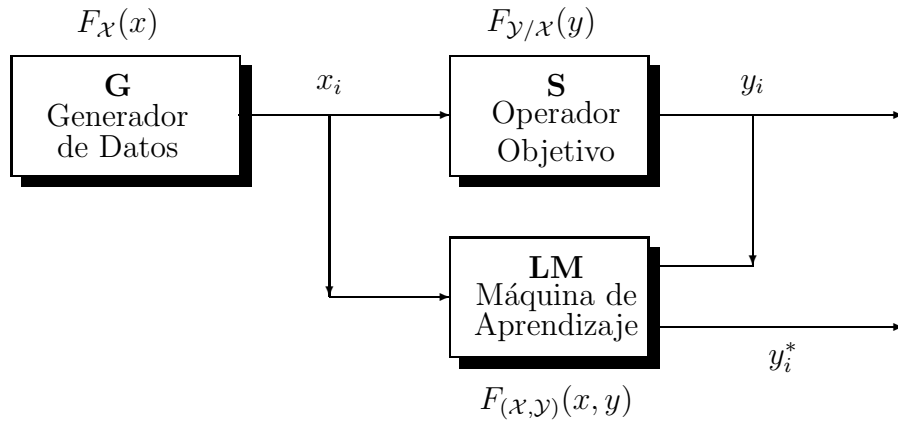 F_𝒳(x)
F_{𝒴/𝒳}(y)
G
Generador
de Datos
x_i
S
Operador
Objetivo
y_i
LM
Máquina de
Aprendizaje
y_i^*
F_{(𝒳,𝒴)}(x, y)